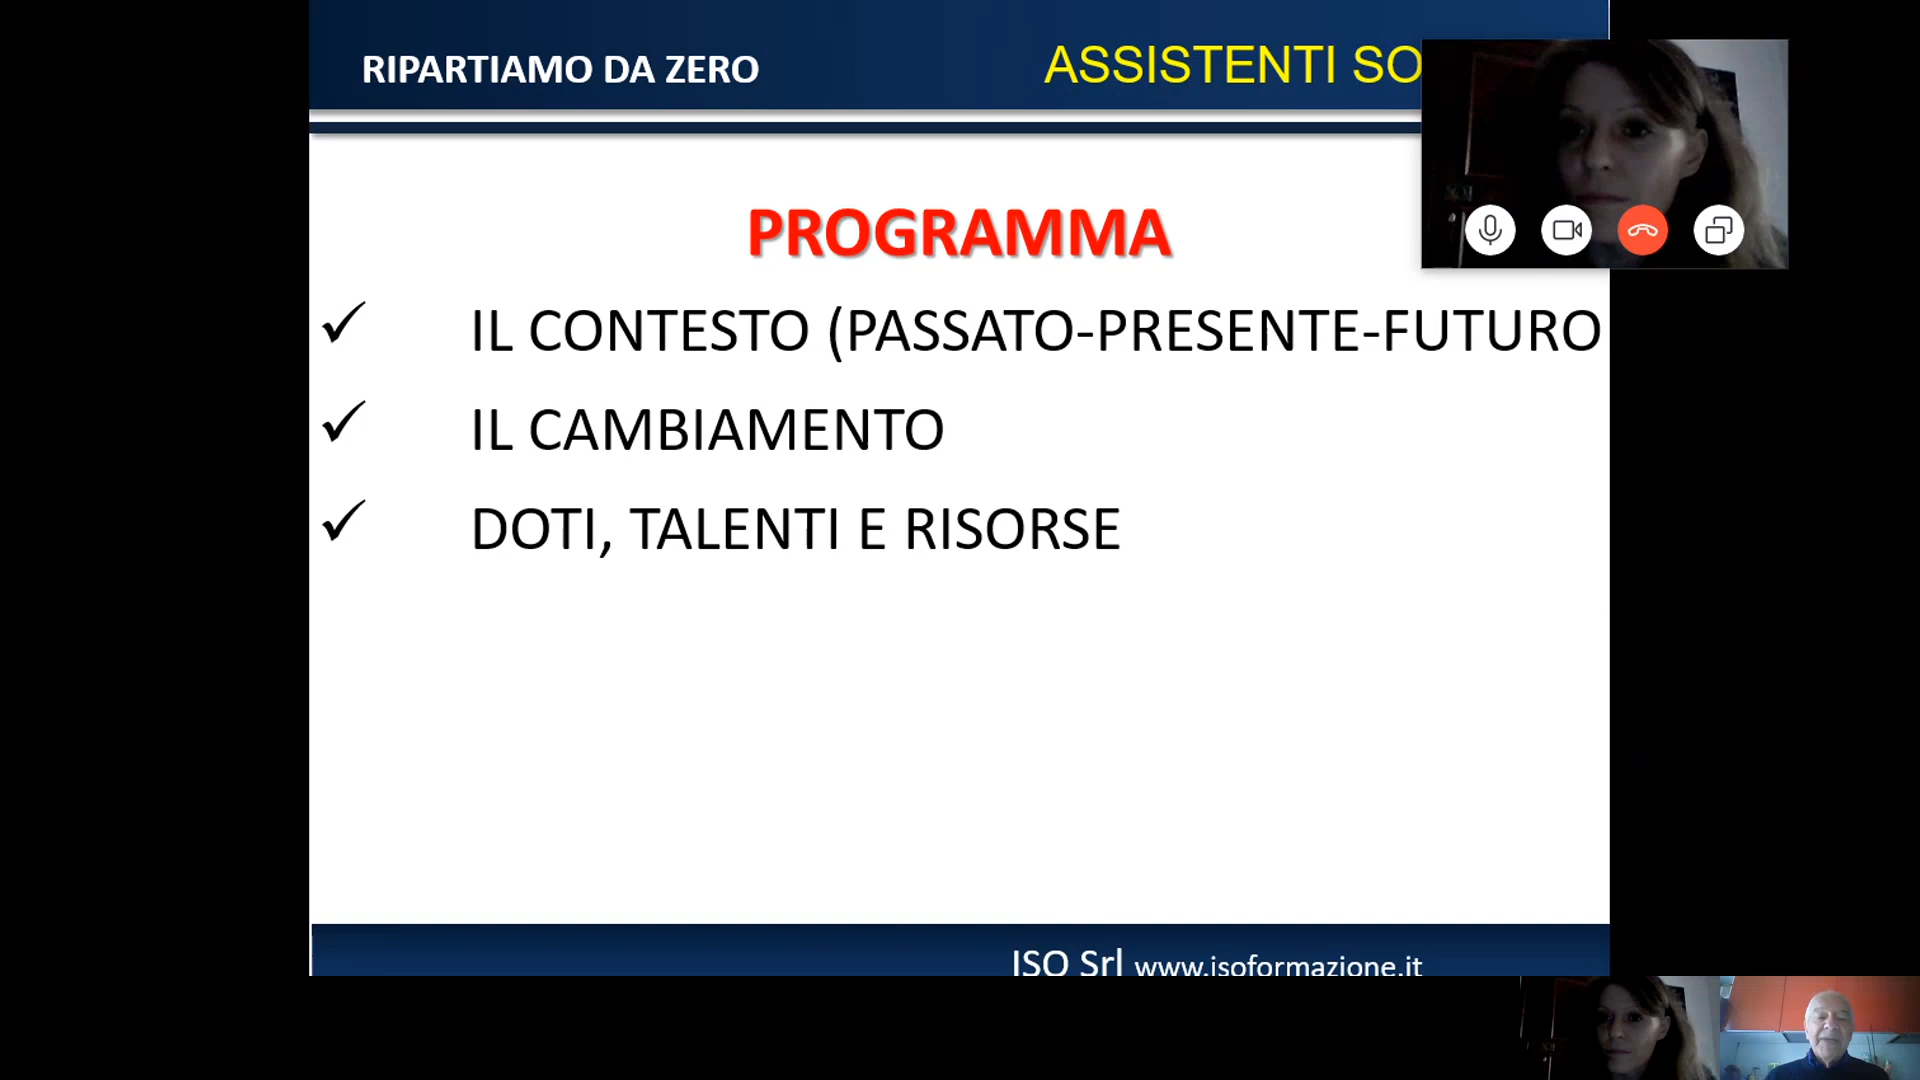 RIPARTIAMO DA ZERO
ASSISTENTI SO
PROGRAMMA
✓ IL CONTESTO (PASSATO-PRESENTE-FUTURO
✓ IL CAMBIAMENTO
✓ DOTI, TALENTI E RISORSE
ISO Srl www.isoformazione.it